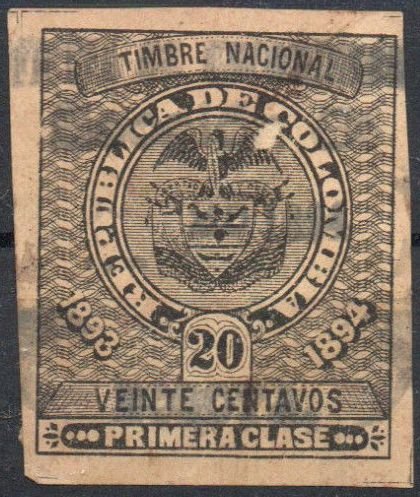 TIMBRE NACIONAL
REPUBLICA DE COLOMBIA
1893 1894
20
VEINTE CENTAVOS
PRIMERA CLASE